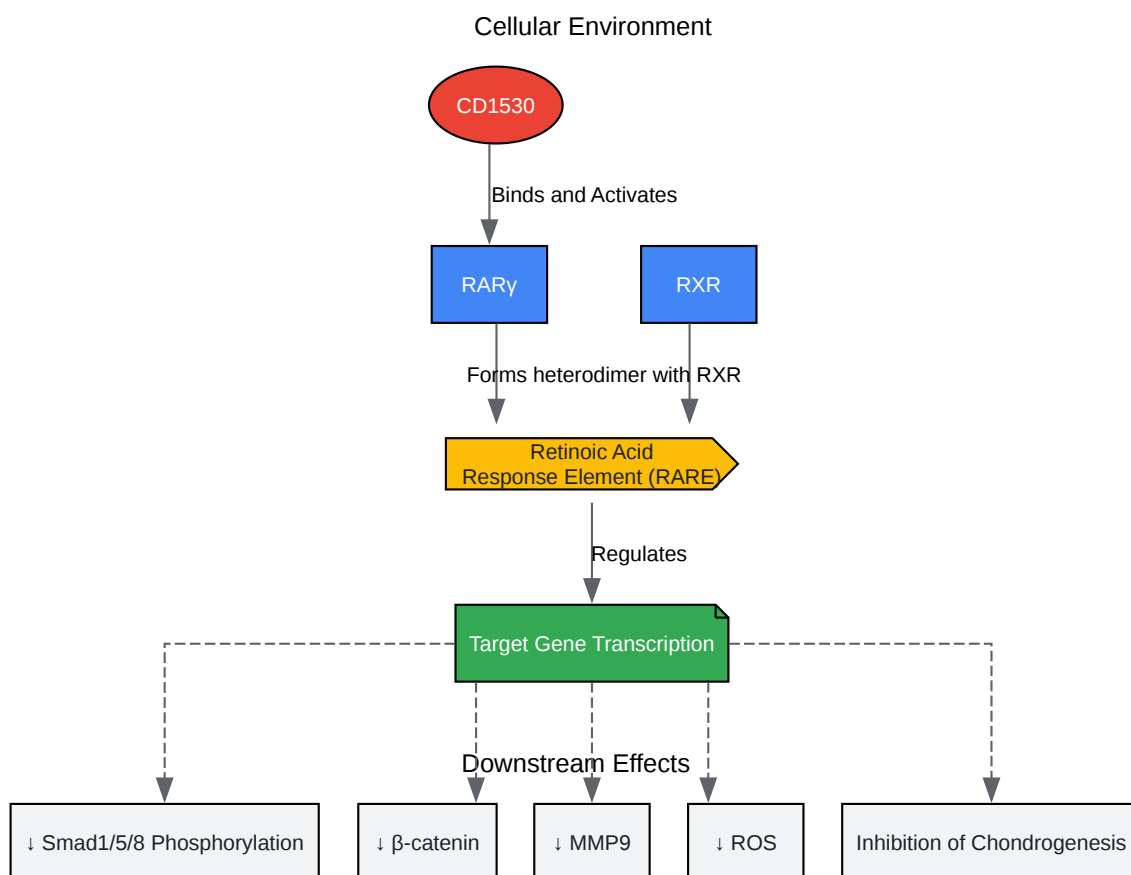 Cellular Environment
CD1530
Binds and Activates
RARγ
RXR
Forms heterodimer with RXR
Retinoic Acid
Response Element (RARE)
Regulates
Target Gene Transcription
Downstream Effects
↓ Smad1/5/8 Phosphorylation
↓ β-catenin
↓ MMP9
↓ ROS
Inhibition of Chondrogenesis